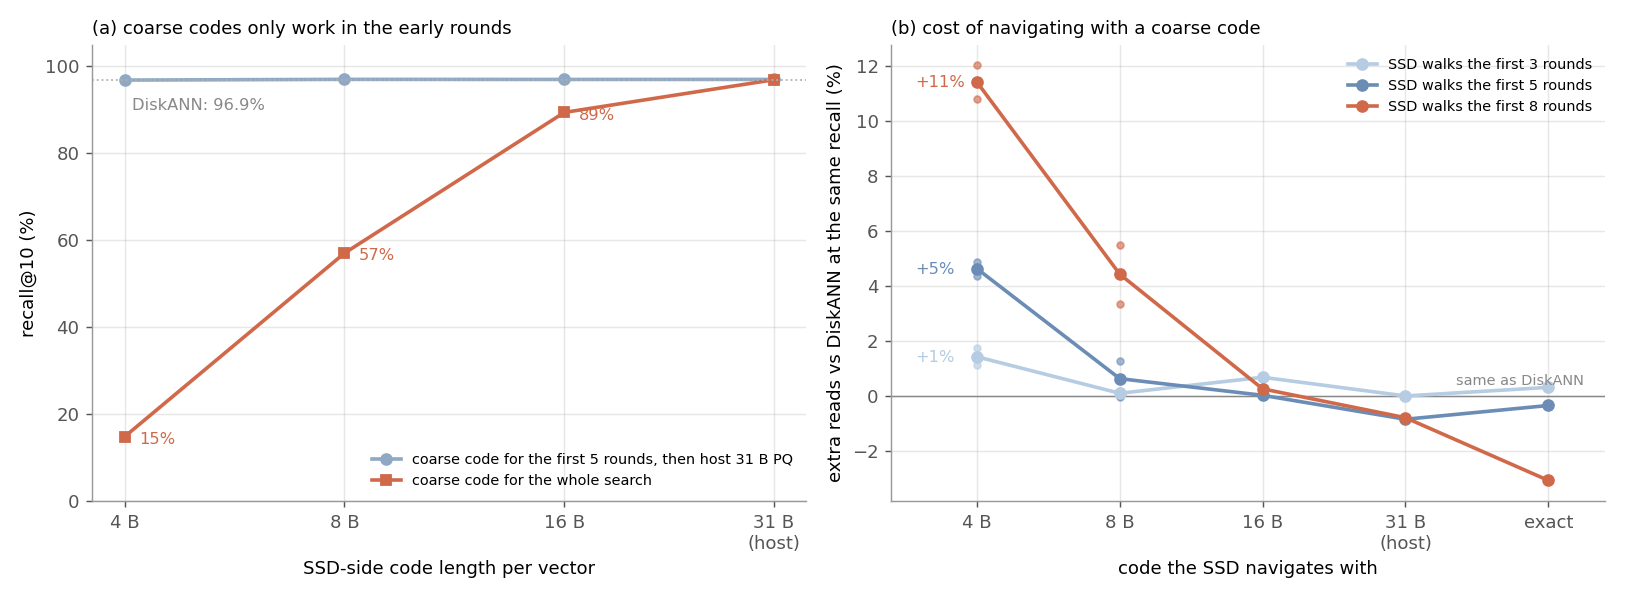 (a) coarse codes only work in the early rounds
recall@10 (%)
100
80
60
40
20
0
DiskANN: 96.9%
89%
57%
15%
coarse code for the first 5 rounds, then host 31 B PQ
coarse code for the whole search
4 B
8 B
16 B
31 B
(host)
SSD-side code length per vector
(b) cost of navigating with a coarse code
extra reads vs DiskANN at the same recall (%)
12
10
8
6
4
2
0
−2
SSD walks the first 3 rounds
SSD walks the first 5 rounds
SSD walks the first 8 rounds
+11%
+5%
+1%
same as DiskANN
4 B
8 B
16 B
31 B
(host)
exact
code the SSD navigates with